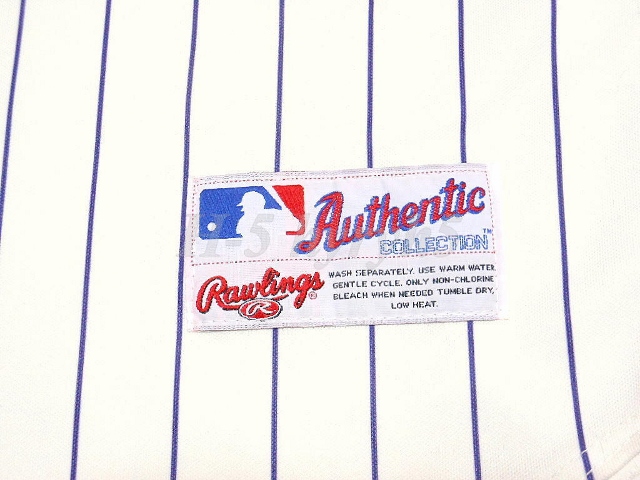 Authentic
COLLECTION™
Rawlings®
R
WASH SEPARATELY. USE WARM WATER.
GENTLE CYCLE. ONLY NON-CHLORINE
BLEACH WHEN NEEDED TUMBLE DRY,
LOW HEAT.